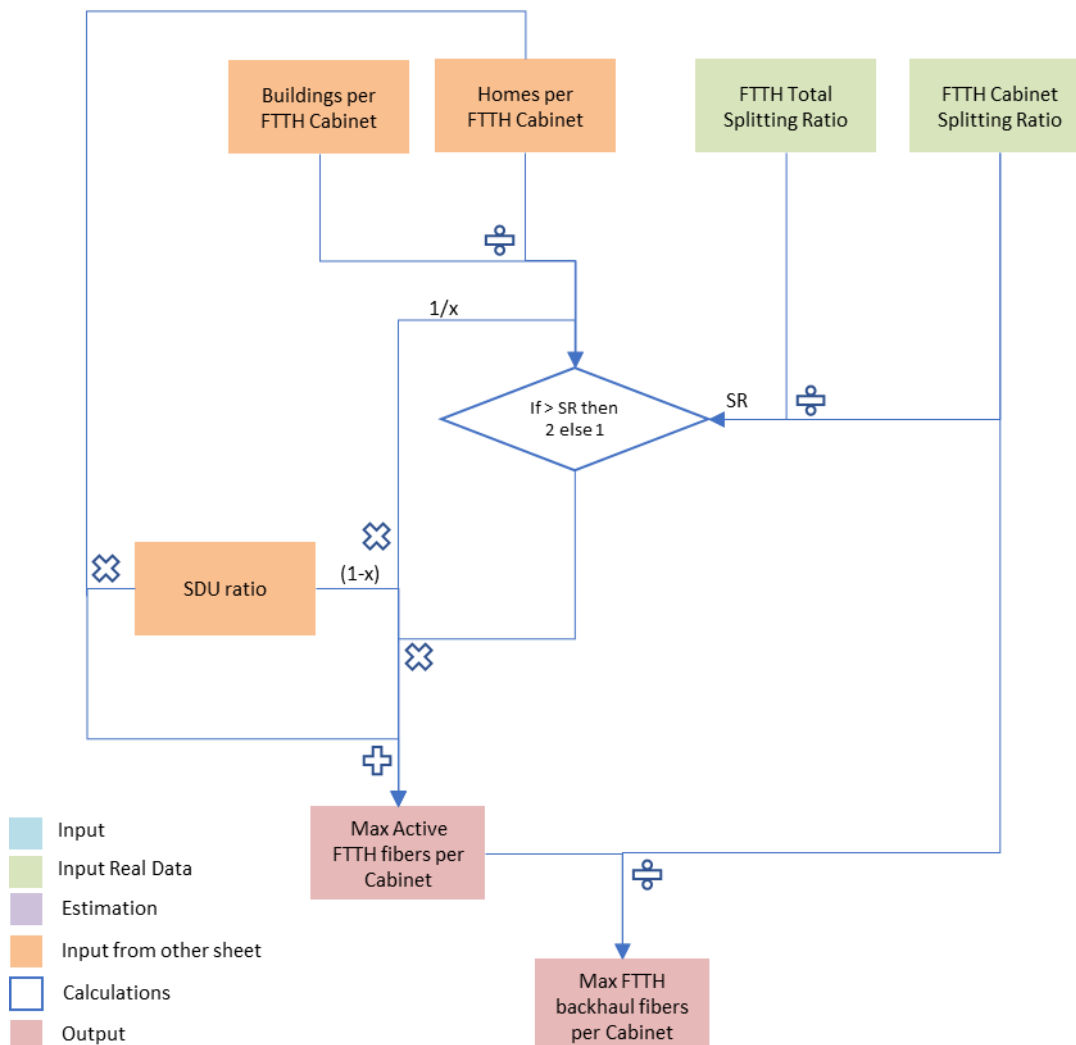 Buildings per
FTTH Cabinet
Homes per
FTTH Cabinet
FTTH Total
Splitting Ratio
FTTH Cabinet
Splitting Ratio
1/x
If > SR then
2 else 1
SR
SDU ratio
(1-x)
Max Active
FTTH fibers per
Cabinet
Max FTTH
backhaul fibers
per Cabinet
Input
Input Real Data
Estimation
Input from other sheet
Calculations
Output